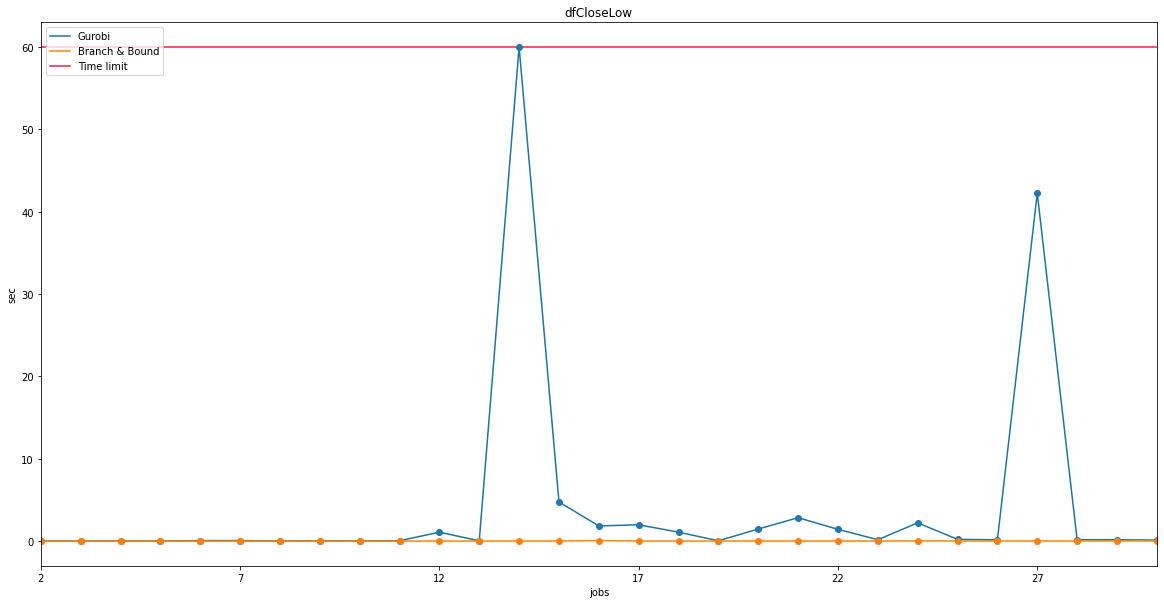 dfCloseLow
Gurobi
Branch & Bound
Time limit
60
50
40
30
20
10
0
sec
2 7 12 17 22 27
jobs